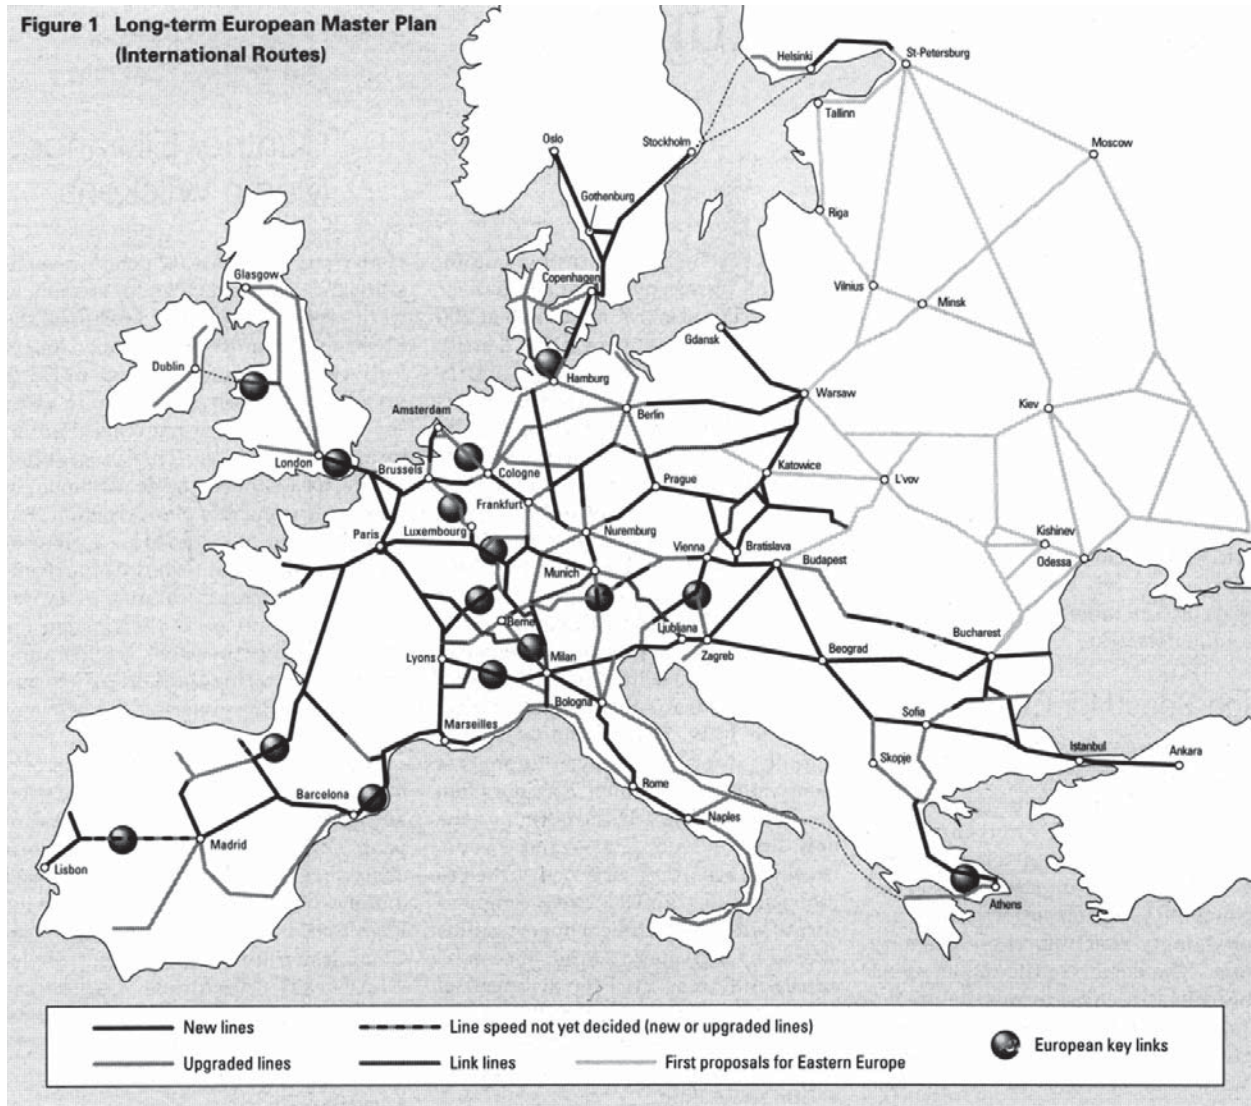 Figure 1 Long-term European Master Plan
(International Routes)
Helsinki
St-Petersburg
Tallinn
Oslo
Stockholm
Moscow
Gothenburg
Riga
Glasgow
Copenhagen
Vilnius
Minsk
Gdansk
Dublin
Hamburg
Warsaw
Amsterdam
Berlin
Kiev
London
Brussels
Cologne
Katowice
Prague
L'vov
Frankfurt
Paris
Luxembourg
Nuremburg
Kishinev
Vienna
Bratislava
Odessa
Munich
Budapest
Berne
Ljubljana
Bucharest
Lyons
Milan
Zagreb
Beograd
Bologna
Marseilles
Sofia
Istanbul
Ankara
Skopje
Barcelona
Rome
Naples
Madrid
Lisbon
Athens
New lines
Line speed not yet decided (new or upgraded lines)
European key links
Upgraded lines
Link lines
First proposals for Eastern Europe